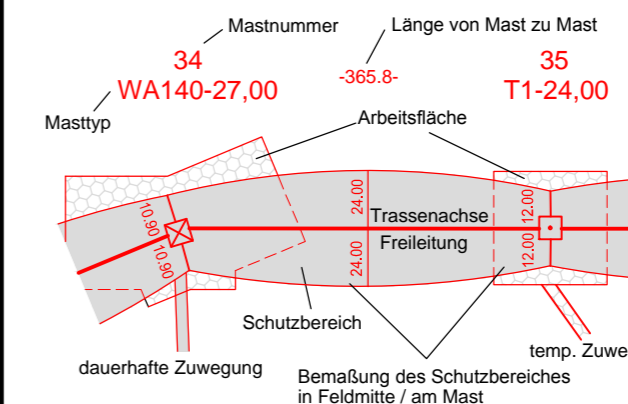 Mastnummer
Länge von Mast zu Mast
34
-365.8-
35
WA140-27,00
T1-24,00
Masttyp
Arbeitsfläche
10.90
10.90
24.00
24.00
Trassenachse
Freileitung
12.00
12.00
Schutzbereich
dauerhafte Zuwegung
temp. Zuwe
Bemaßung des Schutzbereiches
in Feldmitte / am Mast